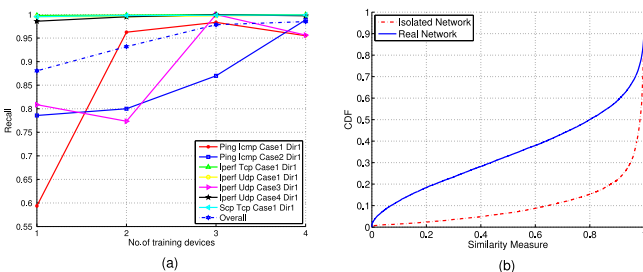 1
0.95
0.9
0.85
0.8
0.75
0.7
0.65
0.6
0.55
Recall
1
2
3
4
No.of training devices
Ping Icmp Case1 Dir1
Ping Icmp Case2 Dir1
Iperf Tcp Case1 Dir1
Iperf Udp Case1 Dir1
Iperf Udp Case3 Dir1
Iperf Udp Case4 Dir1
Scp Tcp Case1 Dir1
Overall
(a)
1
0.9
0.8
0.7
0.6
0.5
0.4
0.3
0.2
0.1
0
CDF
Isolated Network
Real Network
0
0.2
0.4
0.6
0.8
Similarity Measure
(b)